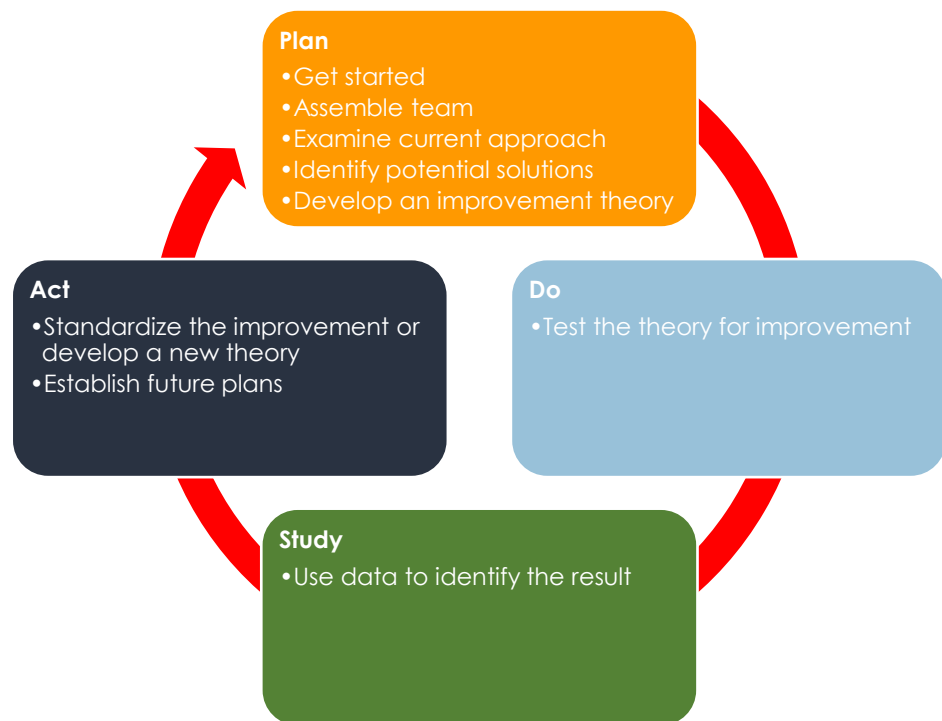 Plan
•Get started
•Assemble team
•Examine current approach
•Identify potential solutions
•Develop an improvement theory
Do
•Test the theory for improvement
Study
•Use data to identify the result
Act
•Standardize the improvement or
develop a new theory
•Establish future plans